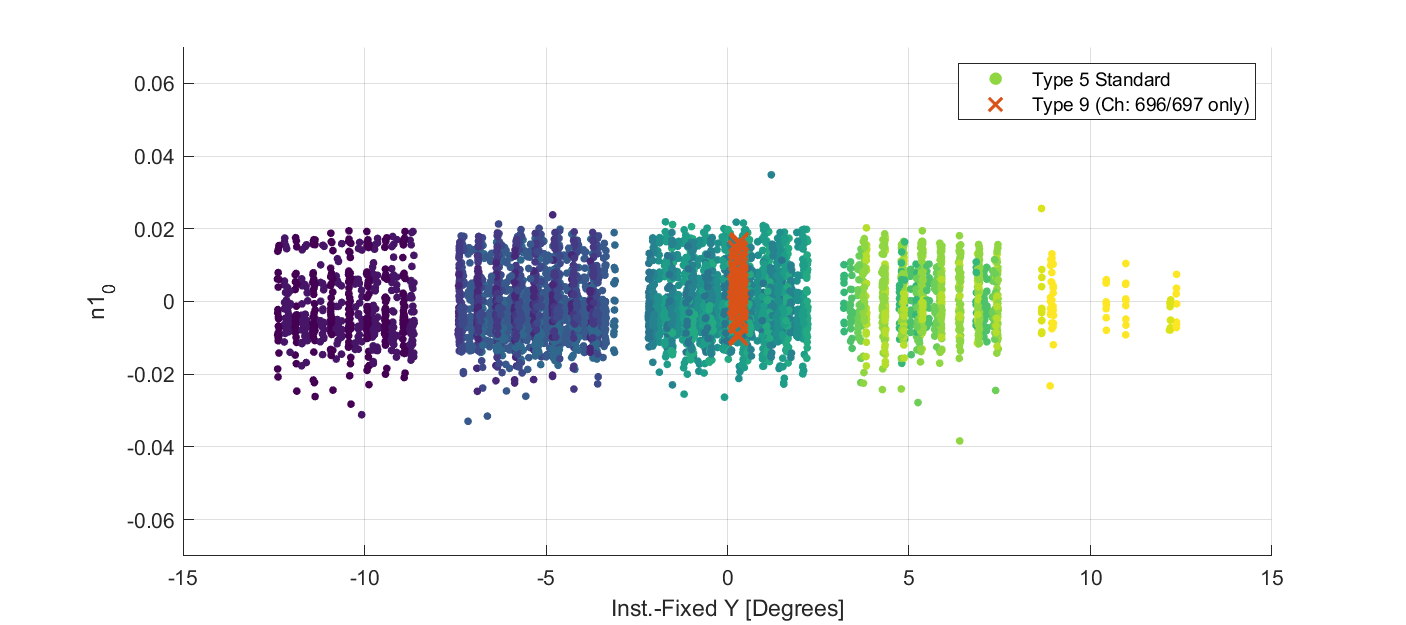 Type 5 Standard
Type 9 (Ch: 696/697 only)
0.06
0.04
0.02
0
-0.02
-0.04
-0.06
n1₀
-15 -10 -5 0 5 10 15
Inst.-Fixed Y [Degrees]